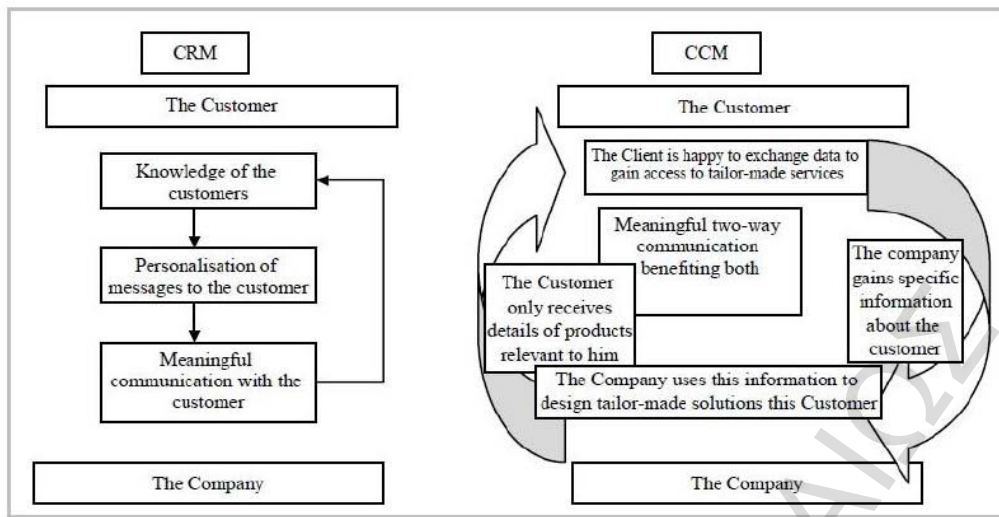 CRM
The Customer
Knowledge of the
customers
Personalisation of
messages to the customer
Meaningful
communication with the
customer
The Company
CCM
The Customer
The Client is happy to exchange data to
gain access to tailor-made services
Meaningful two-way
communication
benefiting both
The company
gains specific
information
about the
customer
The Customer
only receives
details of products
relevant to him
The Company uses this information to
design tailor-made solutions this Customer
The Company
ΑΙΩΣ